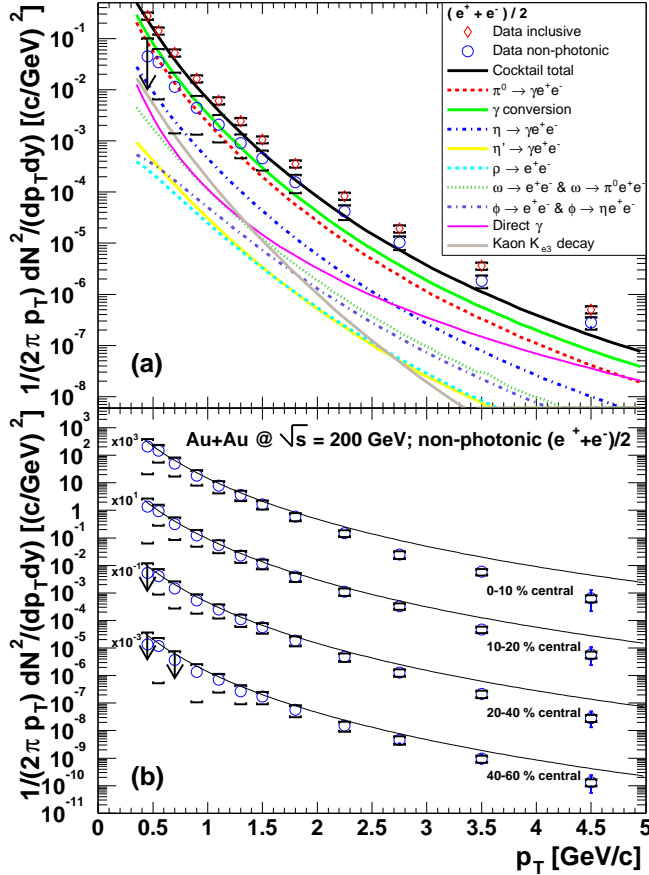 1/(2π p_T) dN²/(dp_Tdy) [(c/GeV)²]
10⁻¹
10⁻²
10⁻³
10⁻⁴
10⁻⁵
10⁻⁶
10⁻⁷
10⁻⁸
(e⁺+e⁻)/2
Data inclusive
Data non-photonic
Cocktail total
π⁰ → γe⁺e⁻
γ conversion
η → γe⁺e⁻
η' → γe⁺e⁻
ρ → e⁺e⁻
ω → e⁺e⁻ & ω → π⁰e⁺e⁻
φ → e⁺e⁻ & φ → ηe⁺e⁻
Direct γ
Kaon K_e3 decay
(a)
1/(2π p_T) dN²/(dp_Tdy) [(c/GeV)²]
10³
10²
10
1
10⁻¹
10⁻²
10⁻³
10⁻⁴
10⁻⁵
10⁻⁶
10⁻⁷
10⁻⁸
10⁻⁹
10⁻¹⁰
10⁻¹¹
Au+Au @ √s = 200 GeV; non-photonic (e⁺+e⁻)/2
x10³
x10¹
x10⁻¹
x10⁻³
0-10 % central
10-20 % central
20-40 % central
40-60 % central
(b)
0 0.5 1 1.5 2 2.5 3 3.5 4 4.5 5
p_T [GeV/c]